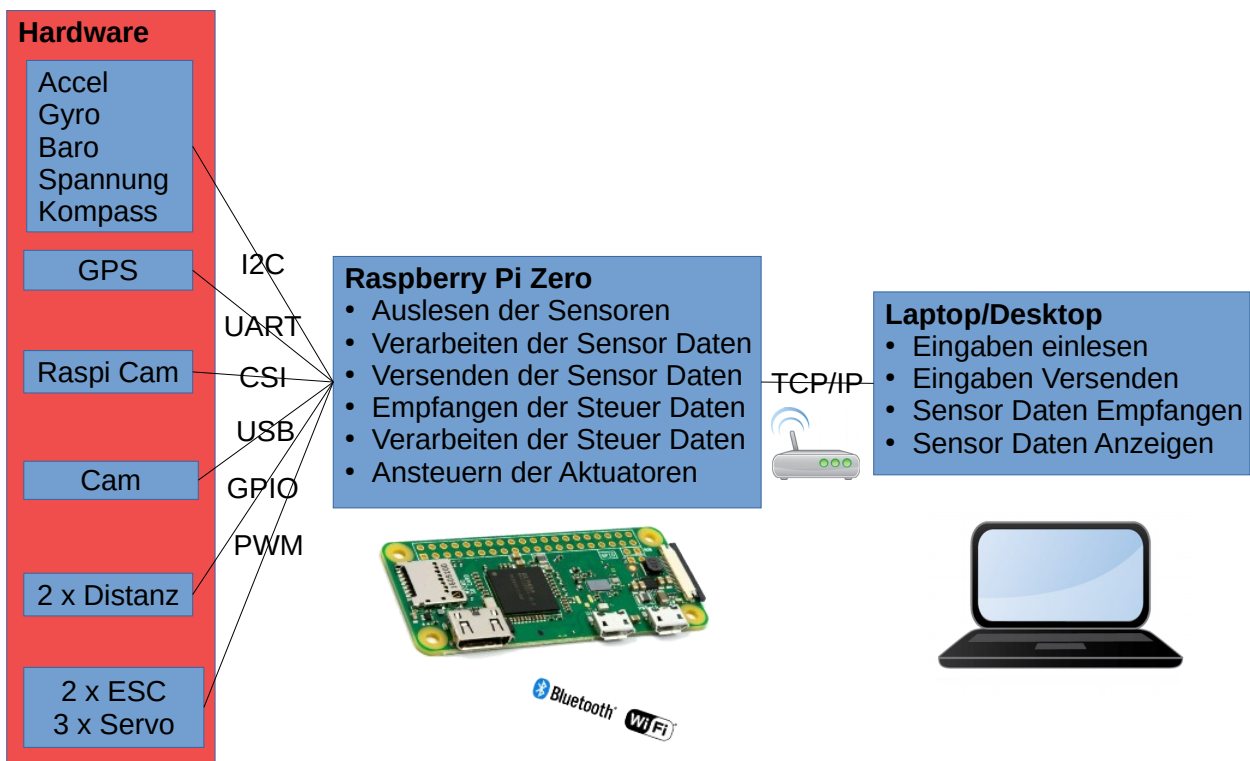 Hardware
Accel
Gyro
Baro
Spannung
Kompass
GPS
Raspi Cam
Cam
2 x Distanz
2 x ESC
3 x Servo
I2C
UART
CSI
USB
GPIO
PWM
Raspberry Pi Zero
• Auslesen der Sensoren
• Verarbeiten der Sensor Daten
• Versenden der Sensor Daten
• Empfangen der Steuer Daten
• Verarbeiten der Steuer Daten
• Ansteuern der Aktuatoren
TCP/IP
Laptop/Desktop
• Eingaben einlesen
• Eingaben Versenden
• Sensor Daten Empfangen
• Sensor Daten Anzeigen
Bluetooth
WiFi